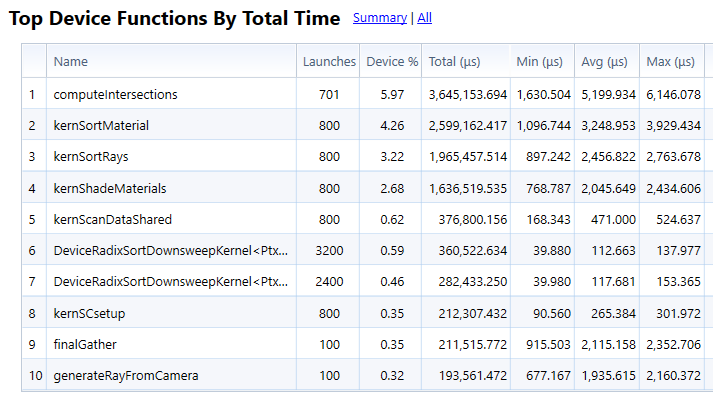 Top Device Functions By Total Time Summary | All
Name Launches Device % Total (µs) Min (µs) Avg (µs) Max (µs)
1 computeIntersections 701 5.97 3,645,153.694 1,630.504 5,199.934 6,146.078
2 kernSortMaterial 800 4.26 2,599,162.417 1,096.744 3,248.953 3,929.434
3 kernSortRays 800 3.22 1,965,457.514 897.242 2,456.822 2,763.678
4 kernShadeMaterials 800 2.68 1,636,519.535 768.787 2,045.649 2,434.606
5 kernScanDataShared 800 0.62 376,800.156 168.343 471.000 524.637
6 DeviceRadixSortDownsweepKernel<Ptx... 3200 0.59 360,522.634 39.880 112.663 137.977
7 DeviceRadixSortDownsweepKernel<Ptx... 2400 0.46 282,433.250 39.980 117.681 153.365
8 kernSCsetup 800 0.35 212,307.432 90.560 265.384 301.972
9 finalGather 100 0.35 211,515.772 915.503 2,115.158 2,352.706
10 generateRayFromCamera 100 0.32 193,561.472 677.167 1,935.615 2,160.372